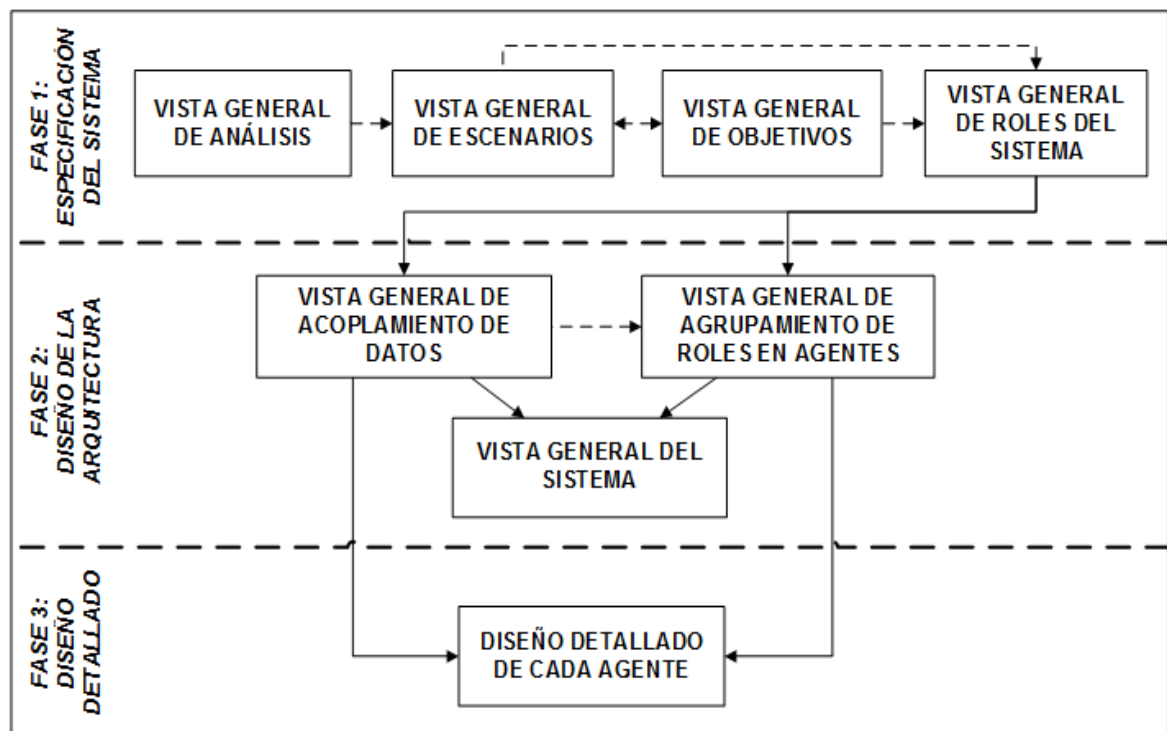 FASE 1:
ESPECIFICACIÓN
DEL SISTEMA
VISTA GENERAL
DE ANÁLISIS
VISTA GENERAL
DE ESCENARIOS
VISTA GENERAL
DE OBJETIVOS
VISTA GENERAL
DE ROLES DEL
SISTEMA
FASE 2:
DISEÑO DE LA
ARQUITECTURA
VISTA GENERAL DE
ACOPLAMIENTO DE
DATOS
VISTA GENERAL DE
AGRUPAMIENTO DE
ROLES EN AGENTES
VISTA GENERAL DEL
SISTEMA
FASE 3:
DISEÑO
DETALLADO
DISEÑO DETALLADO
DE CADA AGENTE